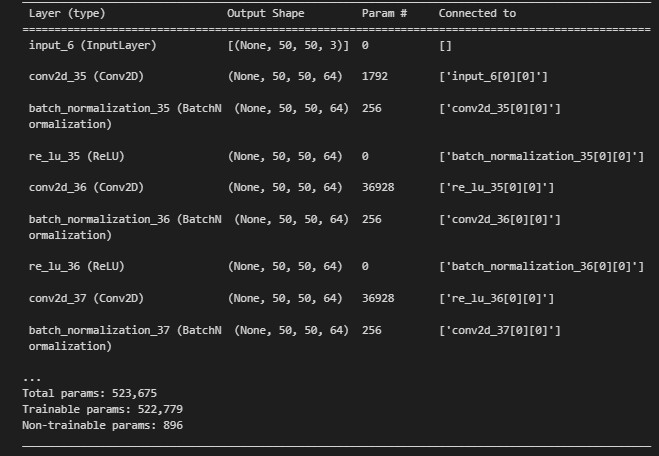 Layer (type) Output Shape Param # Connected to
==================================================================================================
input_6 (InputLayer) [(None, 50, 50, 3)] 0 []
conv2d_35 (Conv2D) (None, 50, 50, 64) 1792 ['input_6[0][0]']
batch_normalization_35 (BatchN (None, 50, 50, 64) 256 ['conv2d_35[0][0]']
ormalization)
re_lu_35 (ReLU) (None, 50, 50, 64) 0 ['batch_normalization_35[0][0]']
conv2d_36 (Conv2D) (None, 50, 50, 64) 36928 ['re_lu_35[0][0]']
batch_normalization_36 (BatchN (None, 50, 50, 64) 256 ['conv2d_36[0][0]']
ormalization)
re_lu_36 (ReLU) (None, 50, 50, 64) 0 ['batch_normalization_36[0][0]']
conv2d_37 (Conv2D) (None, 50, 50, 64) 36928 ['re_lu_36[0][0]']
batch_normalization_37 (BatchN (None, 50, 50, 64) 256 ['conv2d_37[0][0]']
ormalization)
...
Total params: 523,675
Trainable params: 522,779
Non-trainable params: 896